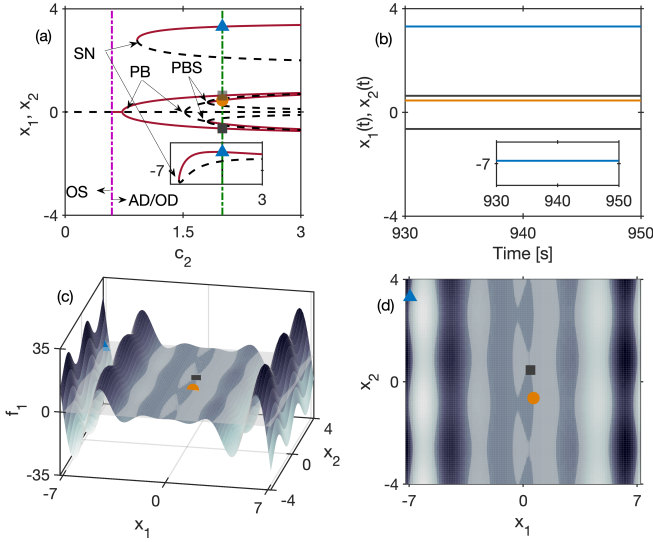 (a)
4
0
-4
x1, x2
SN
PB
PBS
-7
3
OS
AD/OD
0
1.5
3
c2
(b)
4
0
-4
x1(t), x2(t)
-7
930
940
950
930
940
950
Time [s]
(c)
35
0
-35
f1
-7
0
7
x1
-4
0
4
x2
(d)
4
0
-4
x2
-7
0
7
x1